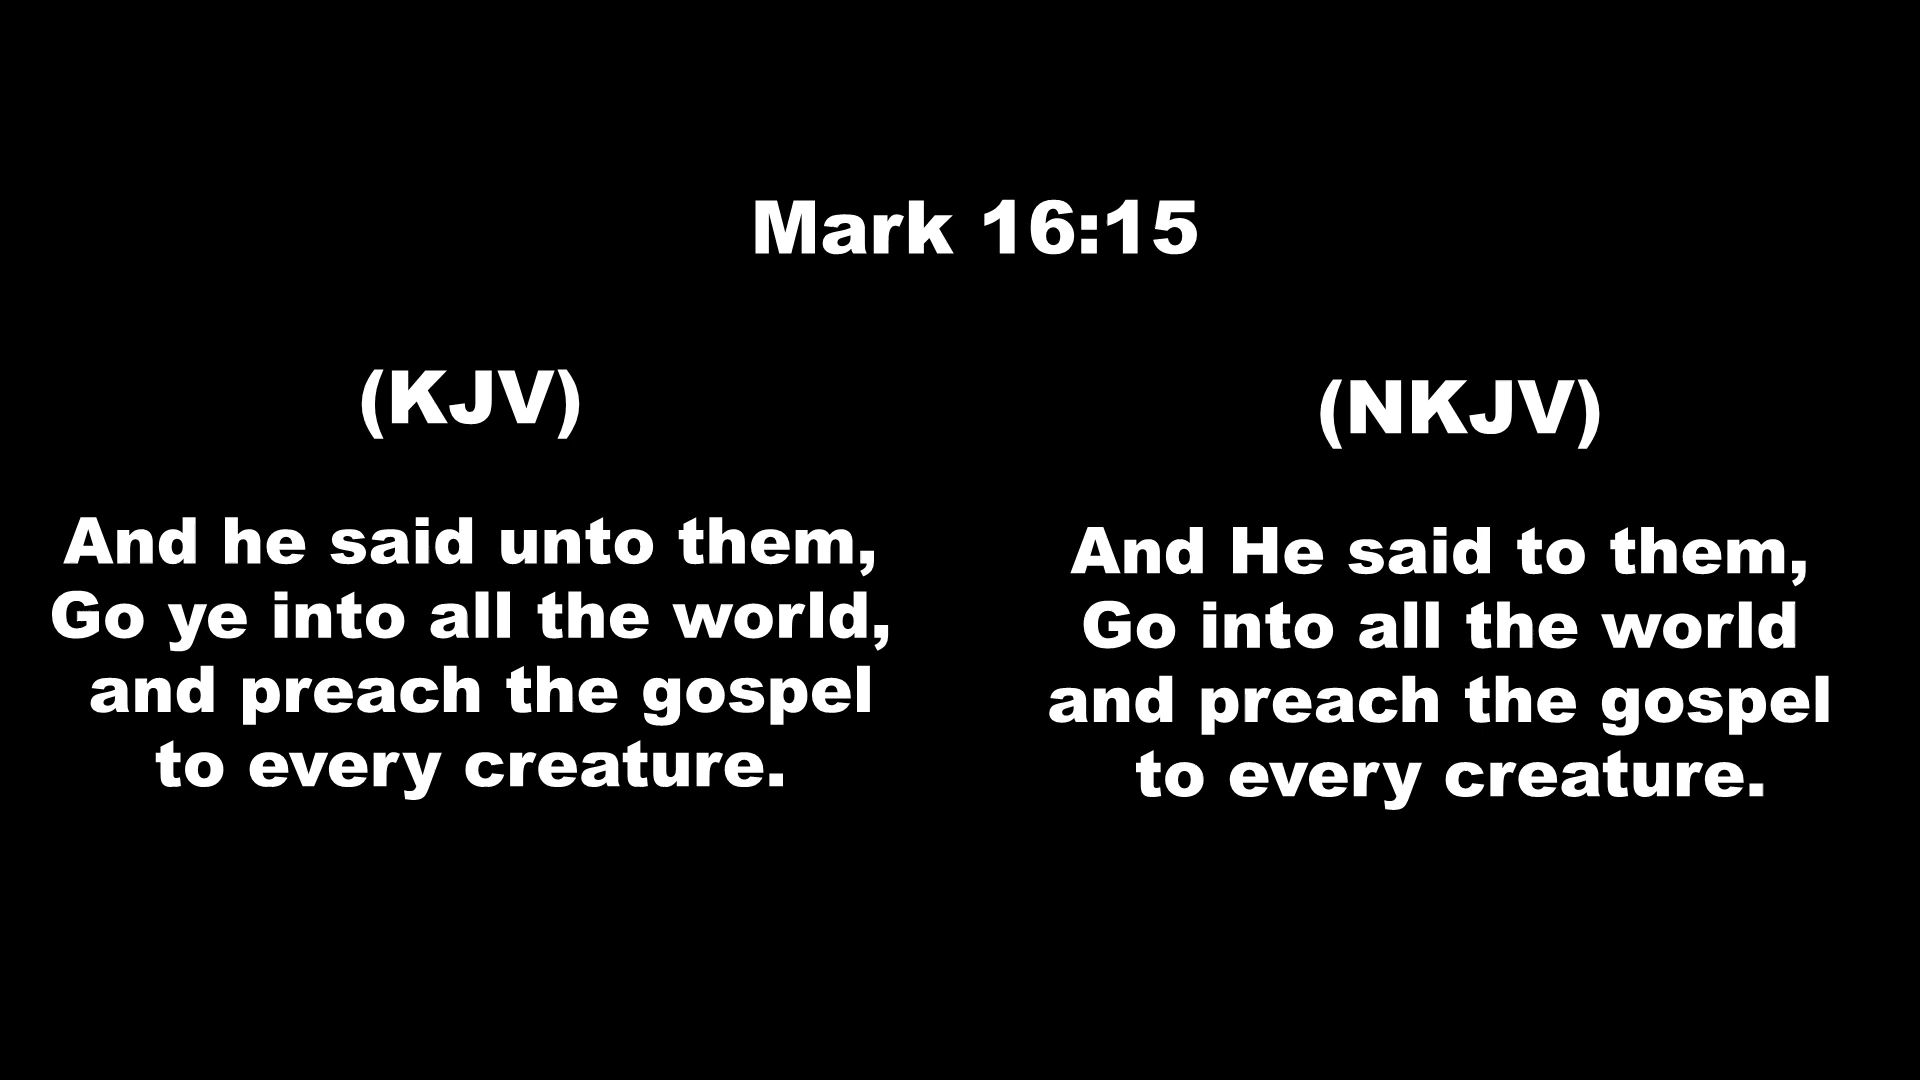 Mark 16:15
(KJV)
And he said unto them,
Go ye into all the world,
and preach the gospel
to every creature.
(NKJV)
And He said to them,
Go into all the world
and preach the gospel
to every creature.